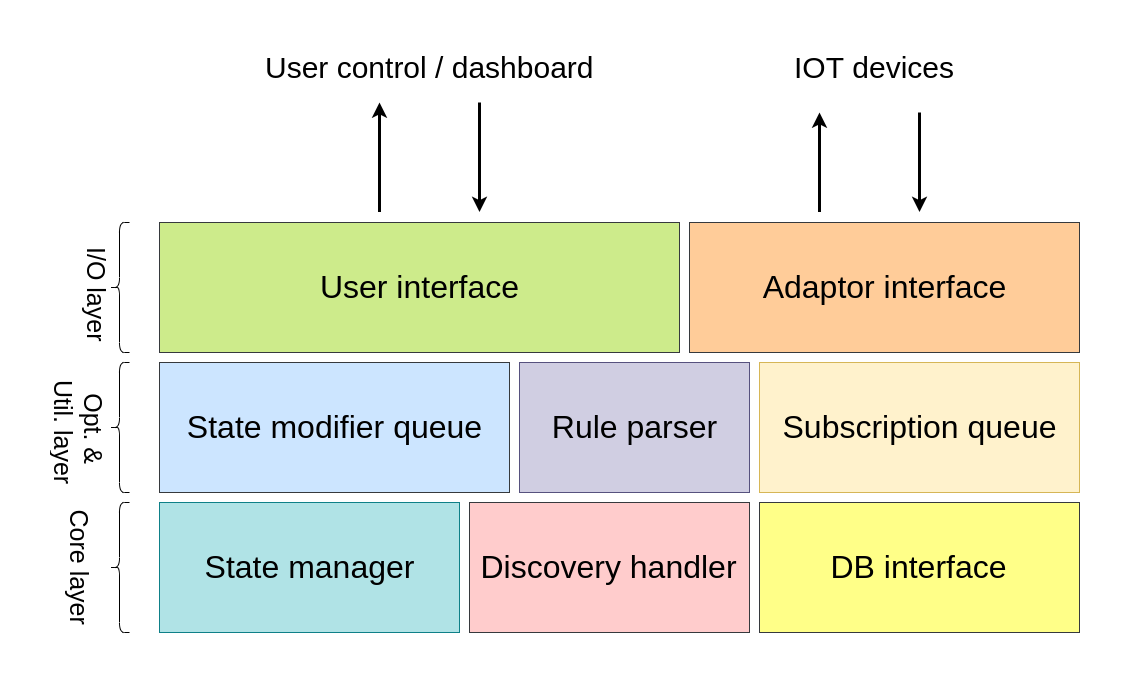 User control / dashboard
IOT devices
I/O layer
User interface
Adaptor interface
Opt. &
Util. layer
State modifier queue
Rule parser
Subscription queue
Core layer
State manager
Discovery handler
DB interface